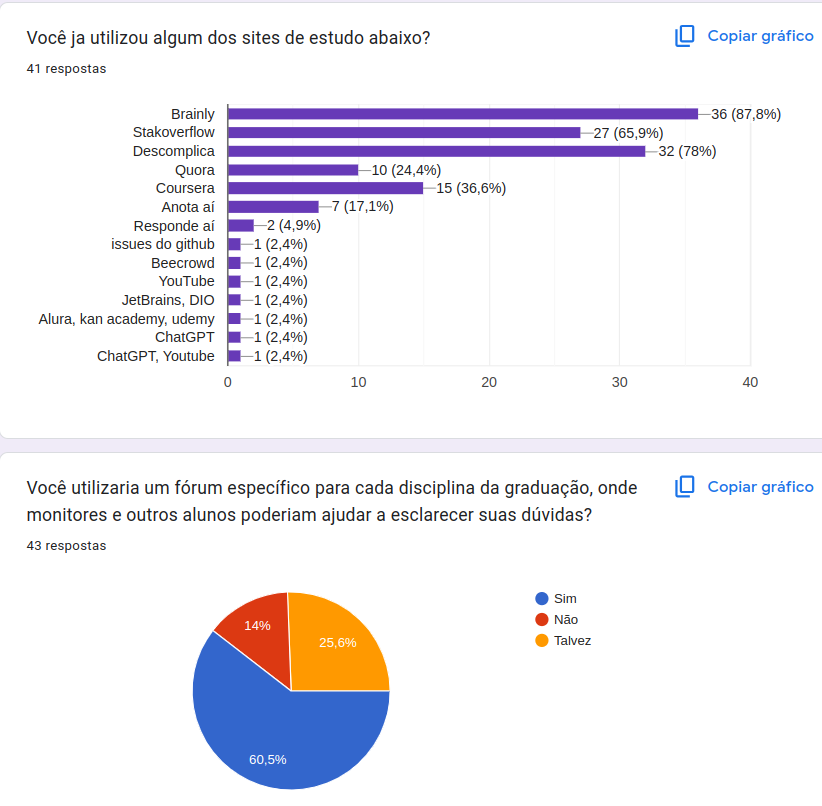 Você ja utilizou algum dos sites de estudo abaixo?
Copiar gráfico
41 respostas
Brainly 36 (87,8%)
Stakoverflow 27 (65,9%)
Descomplica 32 (78%)
Quora 10 (24,4%)
Coursera 15 (36,6%)
Anota aí 7 (17,1%)
Responde aí 2 (4,9%)
issues do github 1 (2,4%)
Beecrowd 1 (2,4%)
YouTube 1 (2,4%)
JetBrains, DIO 1 (2,4%)
Alura, kan academy, udemy 1 (2,4%)
ChatGPT 1 (2,4%)
ChatGPT, Youtube 1 (2,4%)
0 10 20 30 40
Você utilizaria um fórum específico para cada disciplina da graduação, onde
monitores e outros alunos poderiam ajudar a esclarecer suas dúvidas?
Copiar gráfico
43 respostas
Sim
Não
Talvez
14%
25,6%
60,5%